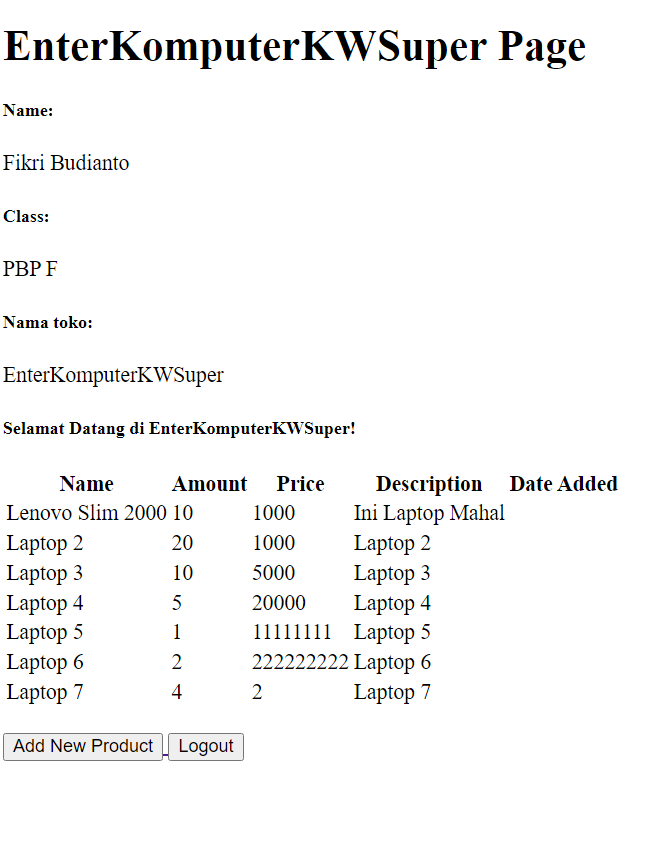 EnterKomputerKWSuper Page
Name:
Fikri Budianto
Class:
PBP F
Nama toko:
EnterKomputerKWSuper
Selamat Datang di EnterKomputerKWSuper!
Name Amount Price Description Date Added
Lenovo Slim 2000 10 1000 Ini Laptop Mahal
Laptop 2 20 1000 Laptop 2
Laptop 3 10 5000 Laptop 3
Laptop 4 5 20000 Laptop 4
Laptop 5 1 11111111 Laptop 5
Laptop 6 2 222222222 Laptop 6
Laptop 7 4 2 Laptop 7
Add New Product Logout